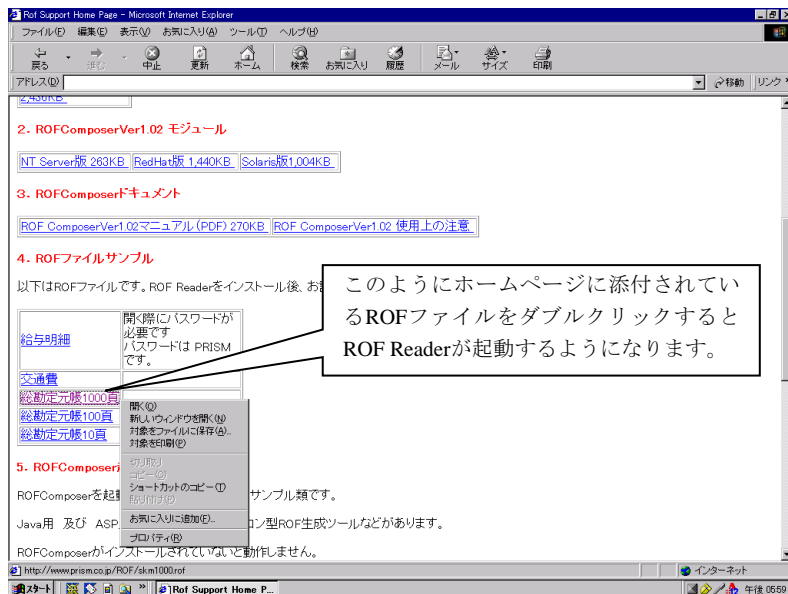 Rof Support Home Page - Microsoft Internet Explorer
ファイル(F) 編集(E) 表示(V) お気に入り(A) ツール(T) ヘルプ(H)
戻る 進む 中止 更新 ホーム 検索 お気に入り 履歴 メール サイズ 印刷
アドレス(D) 移動 リンク »
2,436KB
2. ROFComposerVer1.02 モジュール
NT Server版 263KB RedHat版 1,440KB Solaris版1,004KB
3. ROFComposerドキュメント
ROF ComposerVer1.02マニュアル(PDF) 270KB ROF ComposerVer1.02 使用上の注意
4. ROFファイルサンプル
以下はROFファイルです。ROF Readerをインストール後、お
このようにホームページに添付されてい
るROFファイルをダブルクリックすると
ROF Readerが起動するようになります。
給与明細
開く際にパスワードが
必要です
パスワードは PRISM
です。
交通費
総勘定元帳1000頁
総勘定元帳100頁
総勘定元帳10頁
開く(O)
新しいウィンドウを開く(N)
対象をファイルに保存(A)...
対象を印刷(P)
切り取り
コピー(C)
ショートカットのコピー(T)
貼り付け(P)
お気に入りに追加(F)...
プロパティ(R)
5. ROFComposer
ROFComposerを起 サンプル類です。
Java用 及び ASP コン型ROF生成ツールなどがあります。
ROFComposerがインストールされていないと動作しません。
http://www.prism.co.jp/ROF/skm1000.rof インターネット
スタート » Rof Support Home P... 午後 05:59